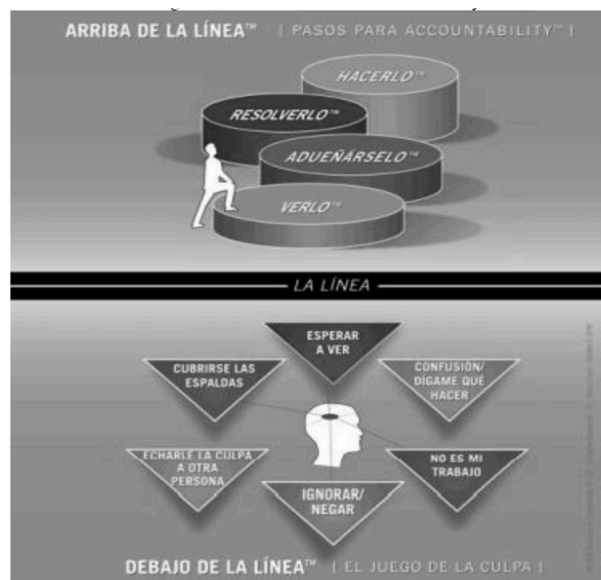 ARRIBA DE LA LÍNEA™ [ PASOS PARA ACCOUNTABILITY™ ]
HACERLO™
RESOLVERLO™
ADUEÑÁRSELO™
VERLO™
LA LÍNEA
ESPERAR
A VER
CUBRIRSE LAS
ESPALDAS
CONFUSIÓN/
DÍGAME QUÉ
HACER
ECHARLE LA CULPA
A OTRA
PERSONA
NO ES MI
TRABAJO
IGNORAR/
NEGAR
DEBAJO DE LA LÍNEA™ [ EL JUEGO DE LA CULPA ]